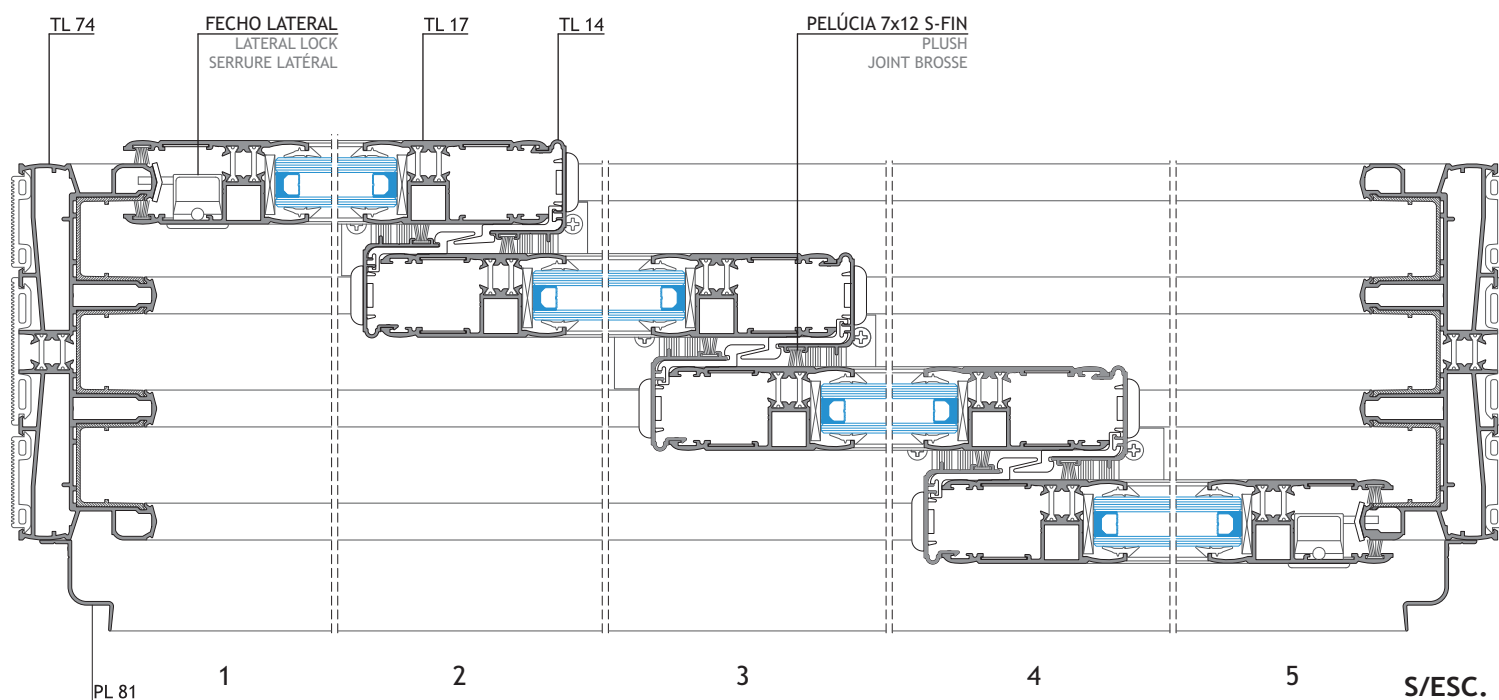 TL 74
FECHO LATERAL
LATERAL LOCK
SERRURE LATÉRAL
TL 17
TL 14
PELÚCIA 7x12 S-FIN
PLUSH
JOINT BROSSE
1
2
3
4
5
S/ESC.
PL 81